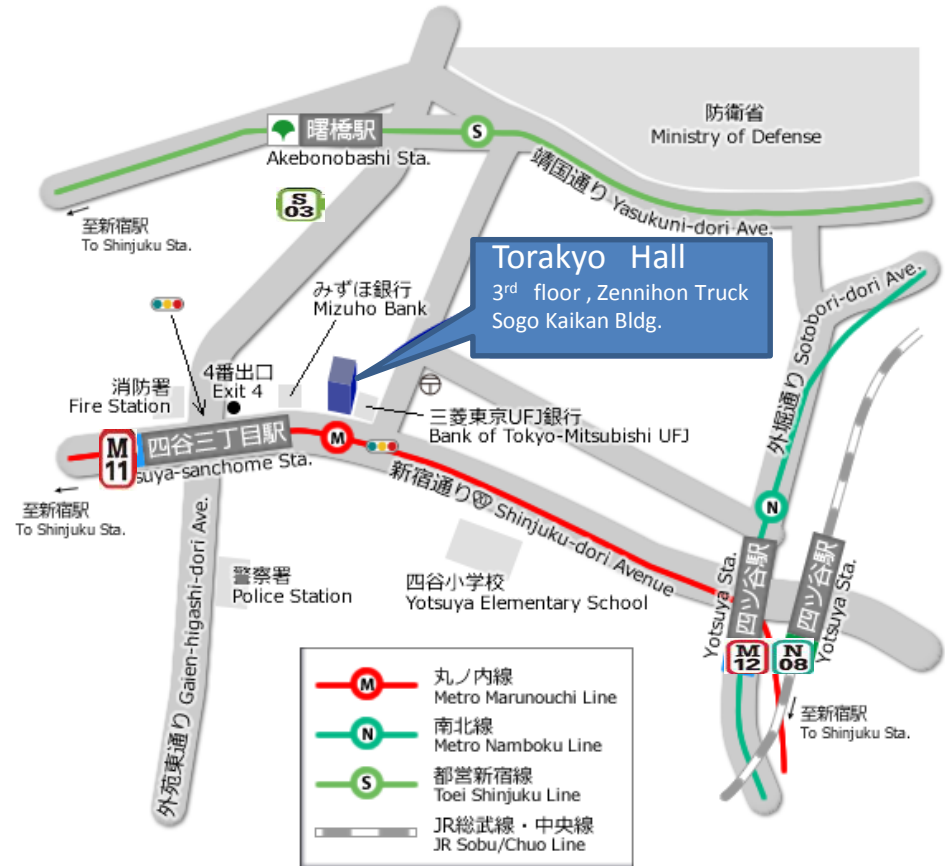 防衛省
Ministry of Defense
曙橋駅
S
Akebonobashi Sta.
S
03
靖国通り Yasukuni-dori Ave.
至新宿駅
To Shinjuku Sta.
Torakyo Hall
3rd floor , Zennihon Truck
Sogo Kaikan Bldg.
外堀通り Sotobori-dori Ave.
みずほ銀行
Mizuho Bank
消防署
Fire Station
4番出口
Exit 4
三菱東京UFJ銀行
Bank of Tokyo-Mitsubishi UFJ
M
11
四谷三丁目駅
suya-sanchome Sta.
M
至新宿駅
To Shinjuku Sta.
新宿通り 20 Shinjuku-dori Avenue
N
外苑東通り Gaien-higashi-dori Ave.
警察署
Police Station
四谷小学校
Yotsuya Elementary School
四ツ谷駅
Yotsuya Sta.
四ツ谷駅
Yotsuya Sta.
M
12
N
08
至新宿駅
To Shinjuku Sta.
M
丸ノ内線
Metro Marunouchi Line
N
南北線
Metro Namboku Line
S
都営新宿線
Toei Shinjuku Line
JR総武線・中央線
JR Sobu/Chuo Line